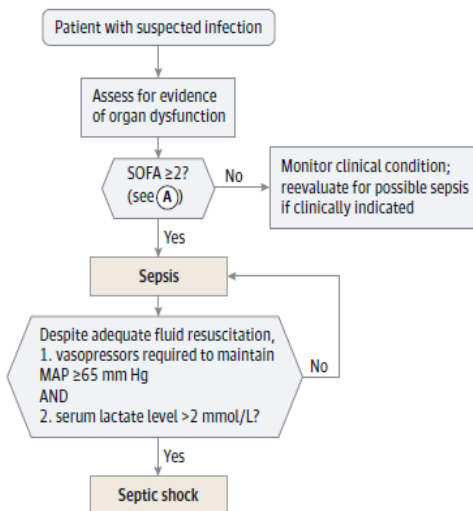 Patient with suspected infection
Assess for evidence
of organ dysfunction
SOFA ≥2?
(see A)
No
Monitor clinical condition;
reevaluate for possible sepsis
if clinically indicated
Yes
Sepsis
Despite adequate fluid resuscitation,
1. vasopressors required to maintain
MAP ≥65 mm Hg
AND
2. serum lactate level >2 mmol/L?
No
Yes
Septic shock